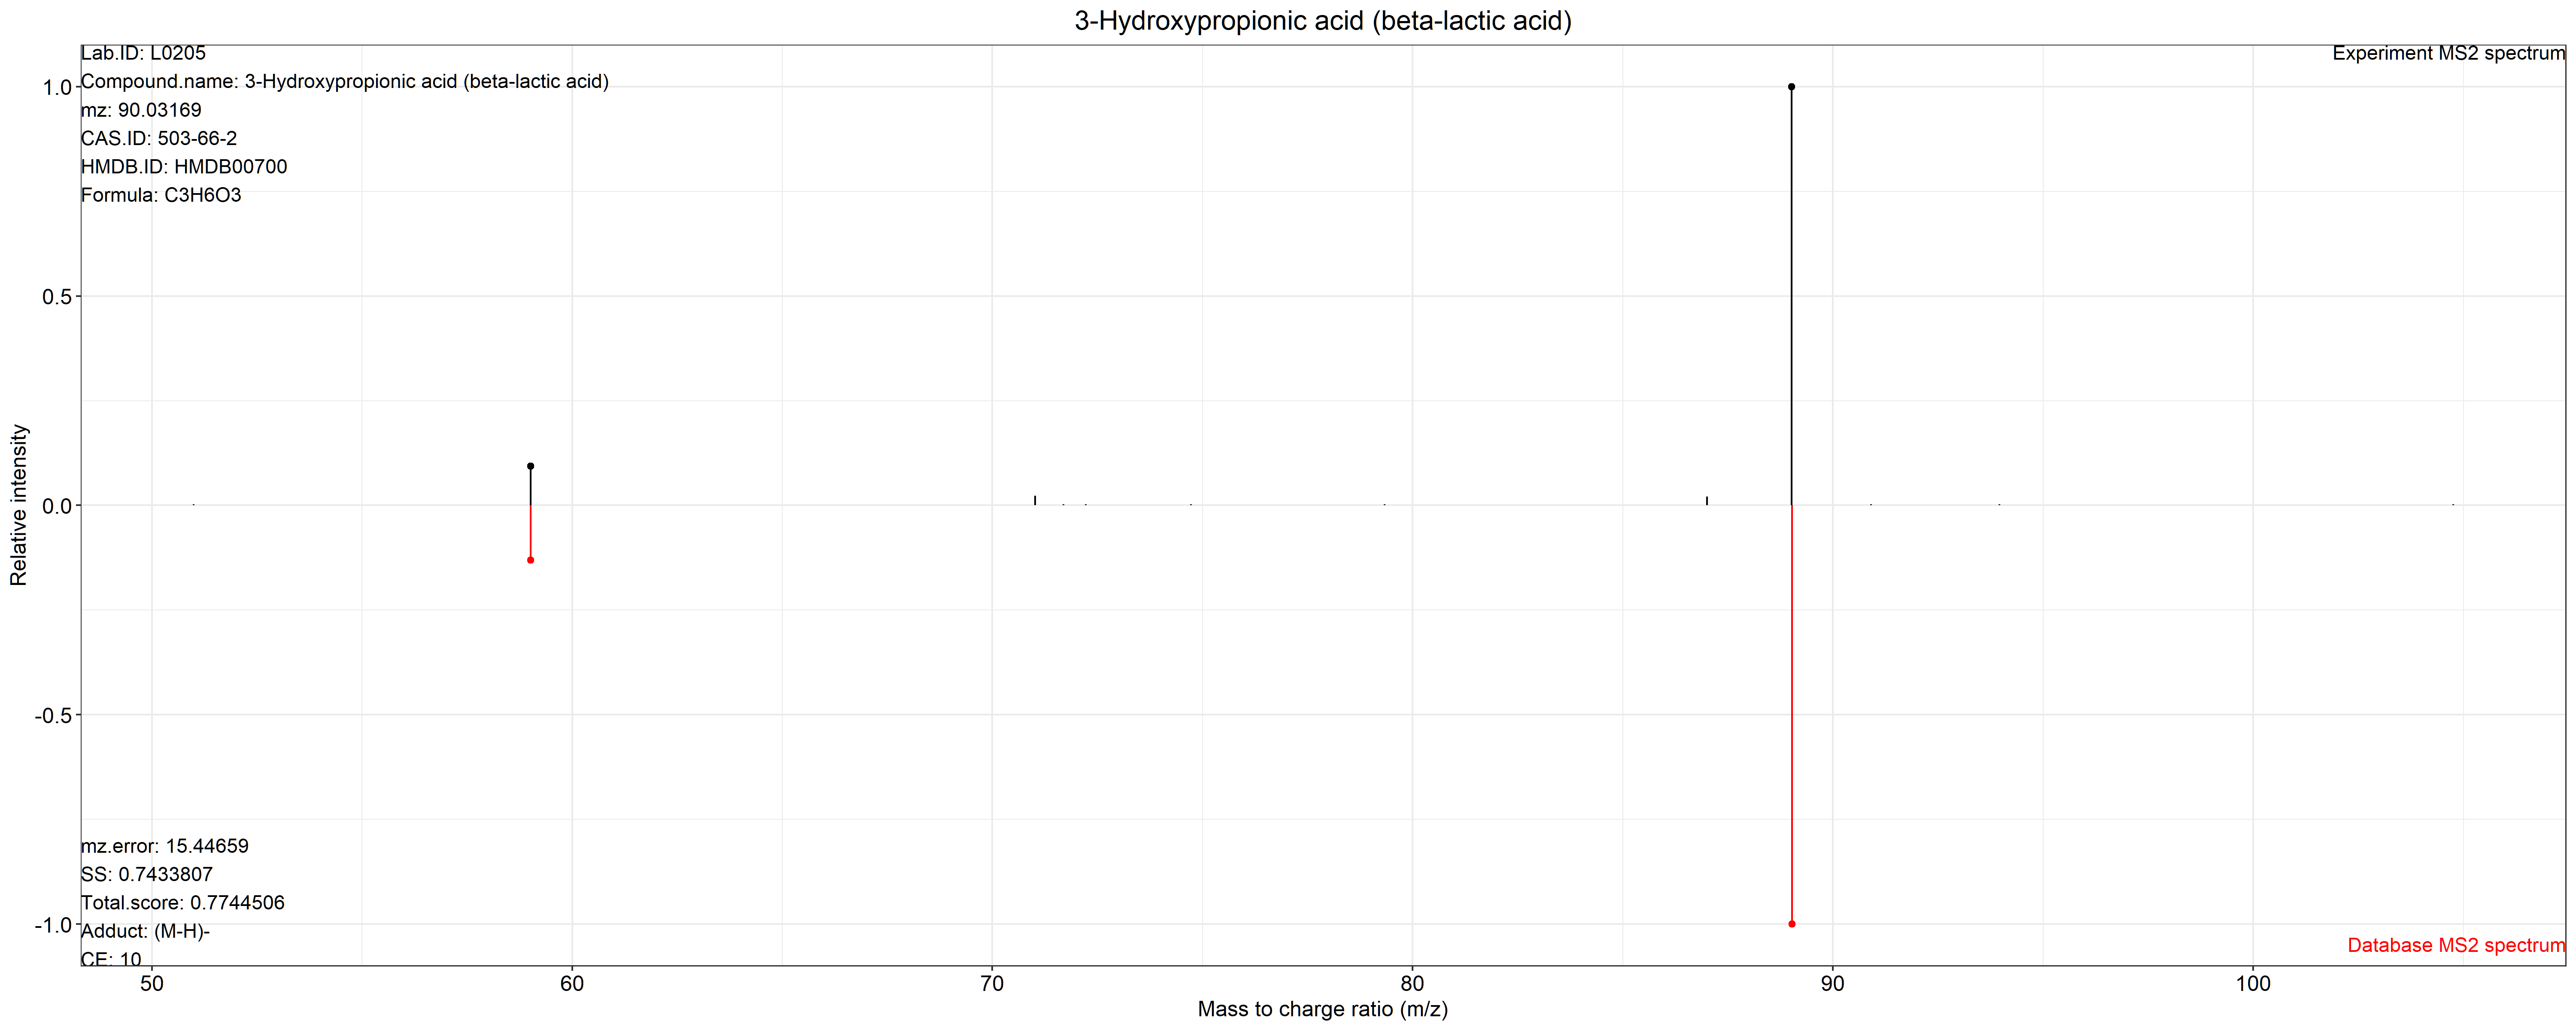 3-Hydroxypropionic acid (beta-lactic acid)
Lab.ID: L0205
Experiment MS2 spectrum
Compound.name: 3-Hydroxypropionic acid (beta-lactic acid)
mz: 90.03169
CAS.ID: 503-66-2
HMDB.ID: HMDB00700
Formula: C3H6O3
1.0
0.5
0.0
-0.5
-1.0
Relative intensity
mz.error: 15.44659
SS: 0.7433807
Total.score: 0.7744506
Adduct: (M-H)-
CE: 10
Database MS2 spectrum
50 60 70 80 90 100
Mass to charge ratio (m/z)